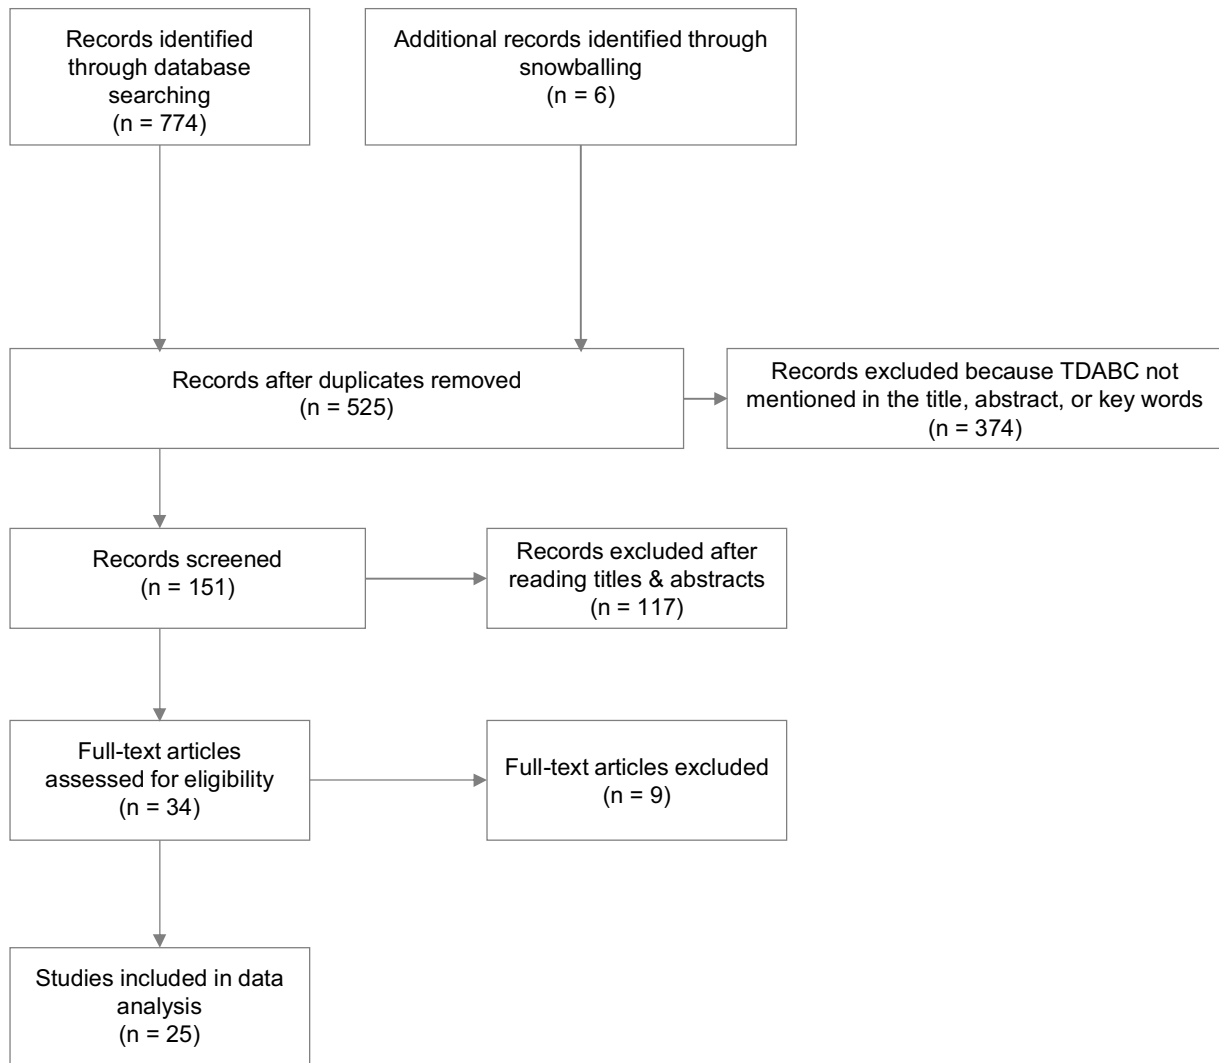 Records identified
through database
searching
(n = 774)
Additional records identified through
snowballing
(n = 6)
Records after duplicates removed
(n = 525)
Records excluded because TDABC not
mentioned in the title, abstract, or key words
(n = 374)
Records screened
(n = 151)
Records excluded after
reading titles & abstracts
(n = 117)
Full-text articles
assessed for eligibility
(n = 34)
Full-text articles excluded
(n = 9)
Studies included in data
analysis
(n = 25)